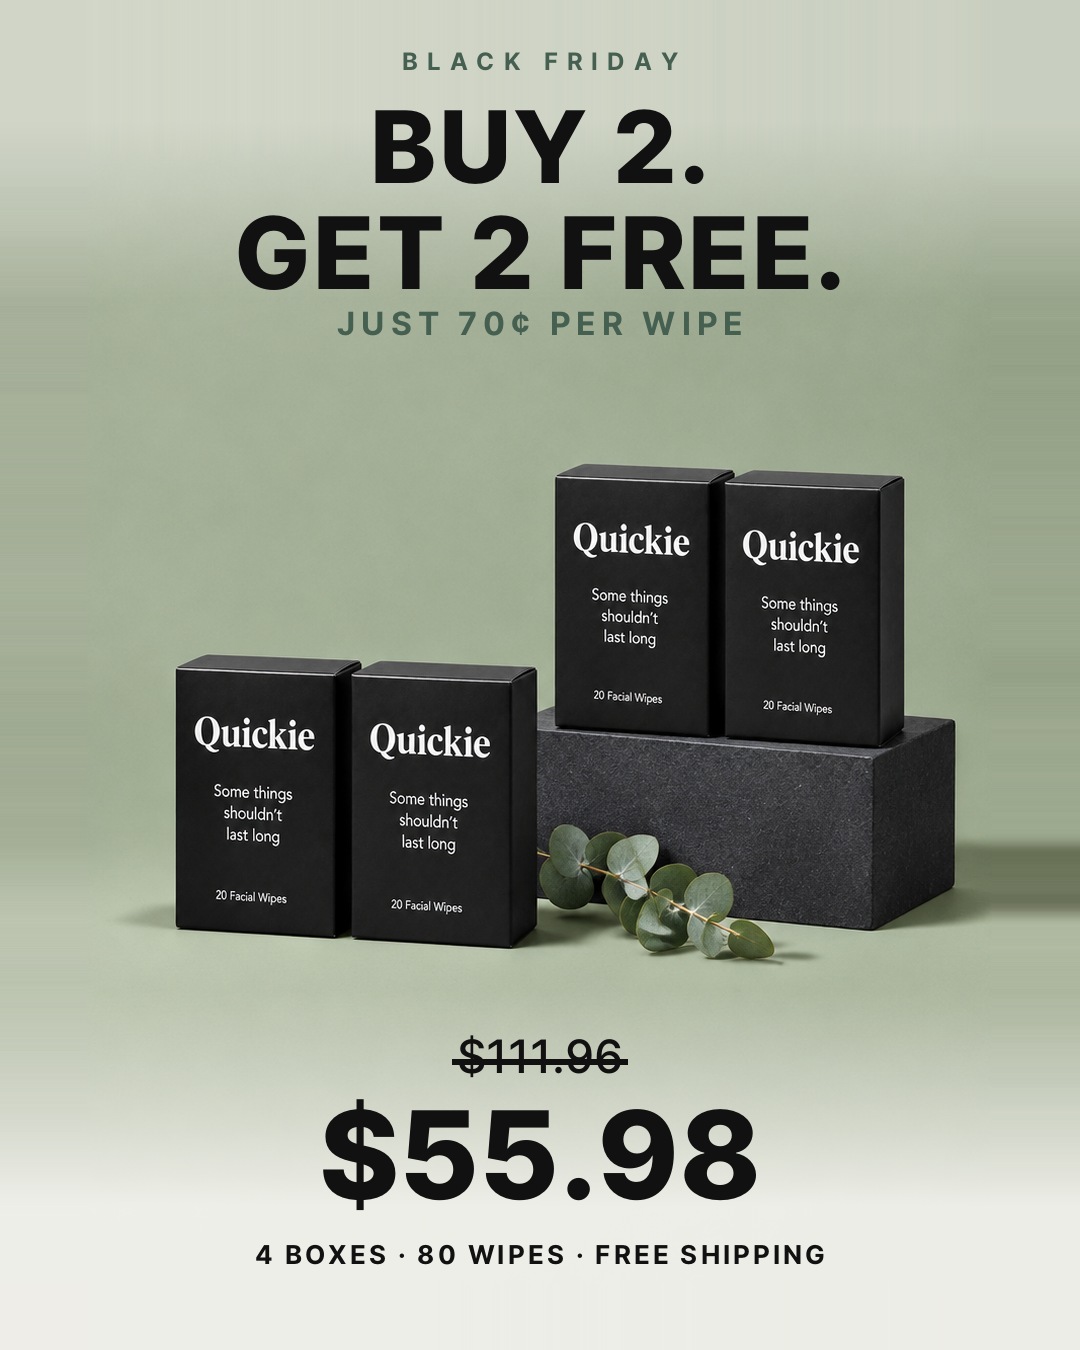 BLACK FRIDAY
BUY 2.
GET 2 FREE.
JUST 70¢ PER WIPE
Quickie
Some things
shouldn't
last long
20 Facial Wipes
Quickie
Some things
shouldn't
last long
20 Facial Wipes
Quickie
Some things
shouldn't
last long
20 Facial Wipes
Quickie
Some things
shouldn't
last long
20 Facial Wipes
$111.96
$55.98
4 BOXES · 80 WIPES · FREE SHIPPING